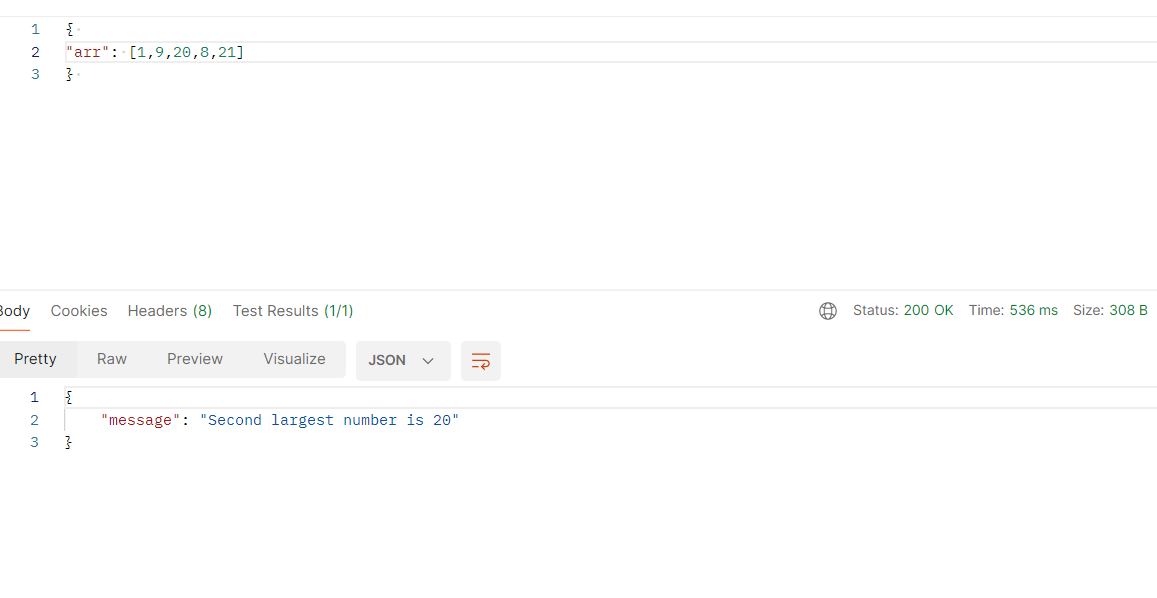 1 {
2 "arr": [1,9,20,8,21]
3 }
Body Cookies Headers (8) Test Results (1/1) Status: 200 OK Time: 536 ms Size: 308 B
Pretty Raw Preview Visualize JSON
1 {
2 "message": "Second largest number is 20"
3 }